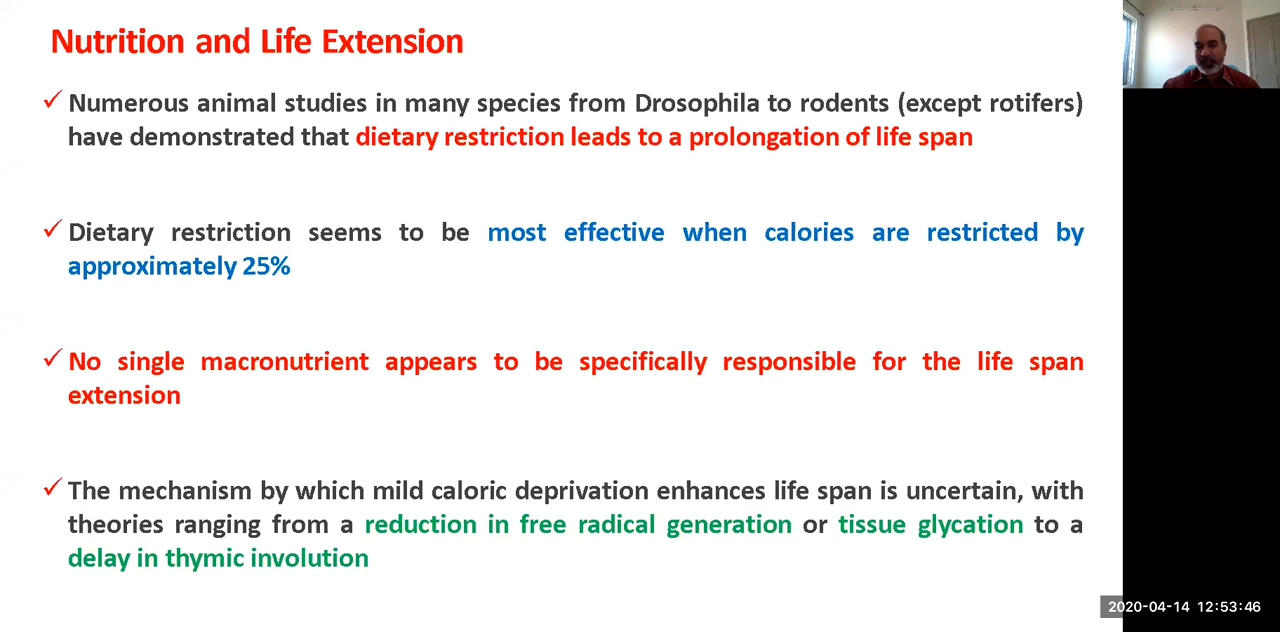 Nutrition and Life Extension
Numerous animal studies in many species from Drosophila to rodents (except rotifers)
have demonstrated that dietary restriction leads to a prolongation of life span
Dietary restriction seems to be most effective when calories are restricted by
approximately 25%
No single macronutrient appears to be specifically responsible for the life span
extension
The mechanism by which mild caloric deprivation enhances life span is uncertain, with
theories ranging from a reduction in free radical generation or tissue glycation to a
delay in thymic involution
2020-04-14 12:53:46